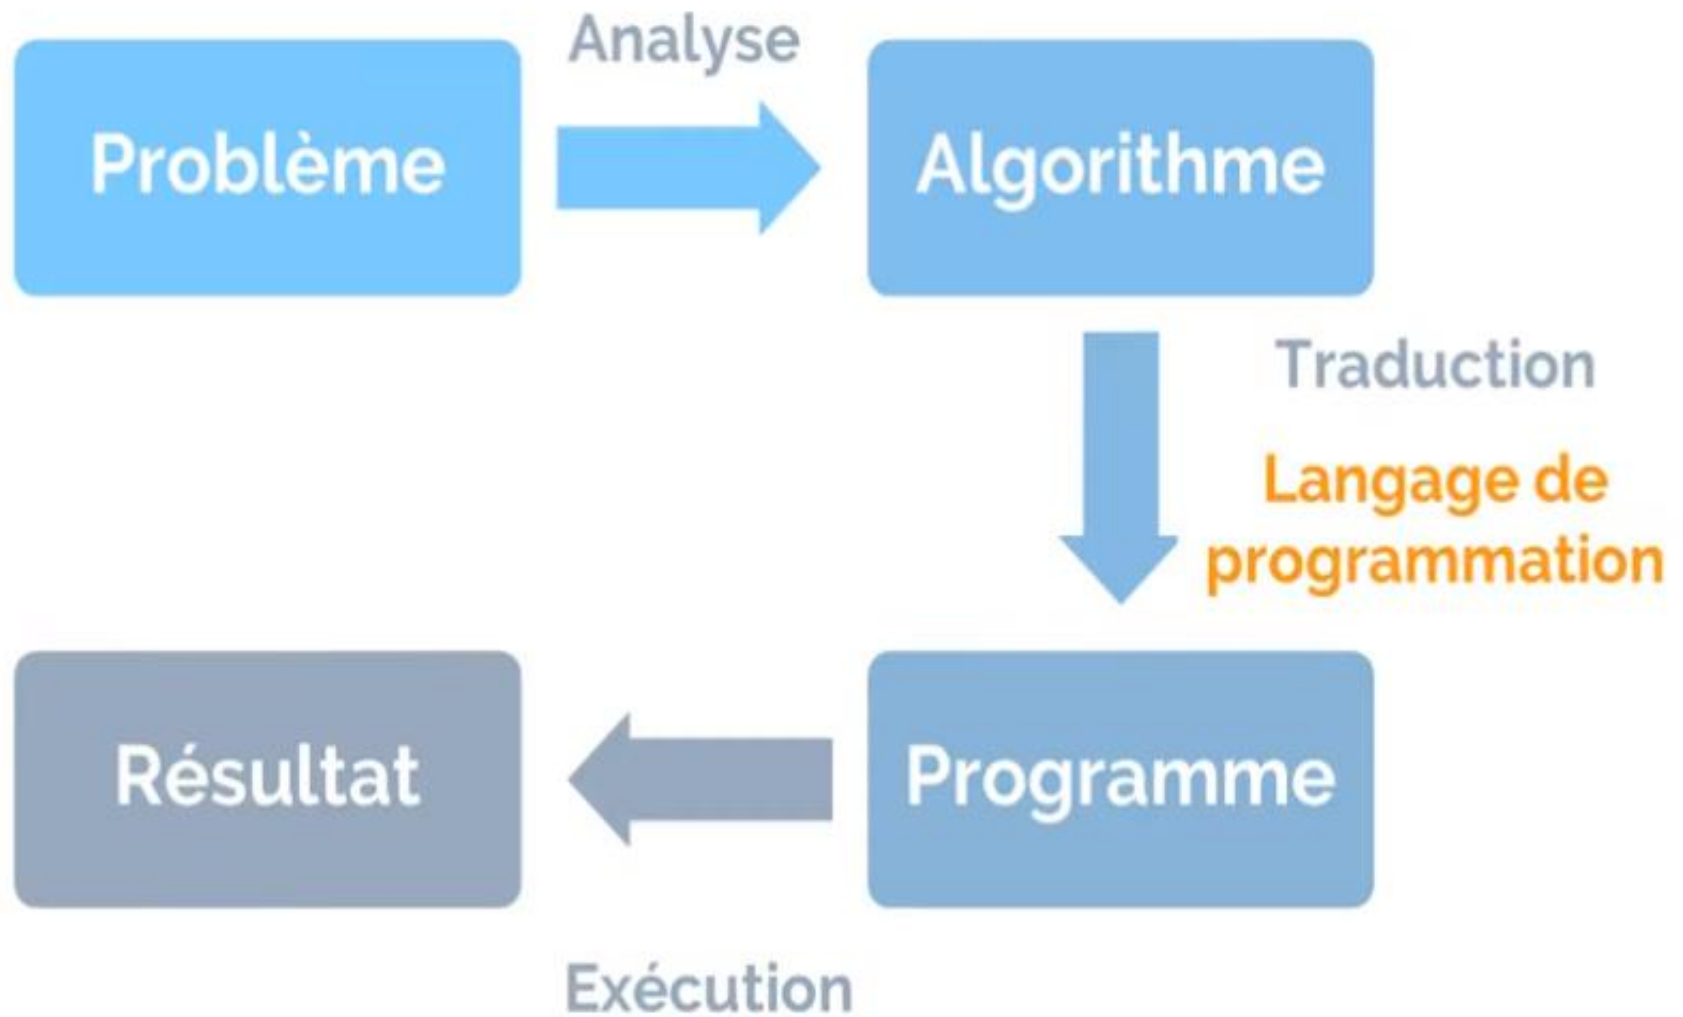 Analyse
Problème
Algorithme
Traduction
Langage de
programmation
Programme
Résultat
Exécution